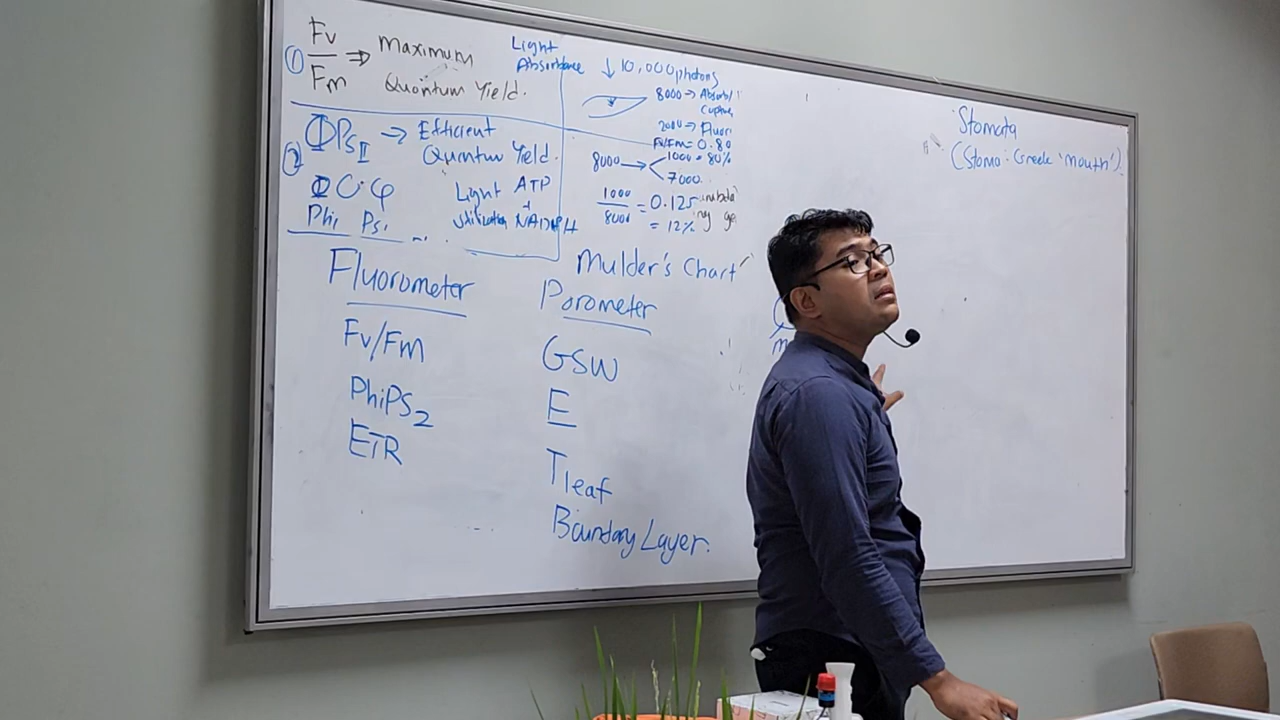 ① Fv/Fm ⇒ Maximum
Quantum Yield.
② ΦPSII → Efficient
Quantum Yield.
Φ
Phi, Psi
Light
Absorbance
Light ATP
utilization NADPH
↓ 10,000 photons
8000 →
2000 → Fluor
Fv/Fm = 0.80
8000 → 1000 = 80%
7000
1000/8000 = 0.125
= 12%
Mulder's Chart
Fluorometer
Fv/Fm
PhiPS2
ETR
Porometer
GSW
E
Tleaf
Boundary Layer.
Stomata
(Stoma: Greek 'mouth').